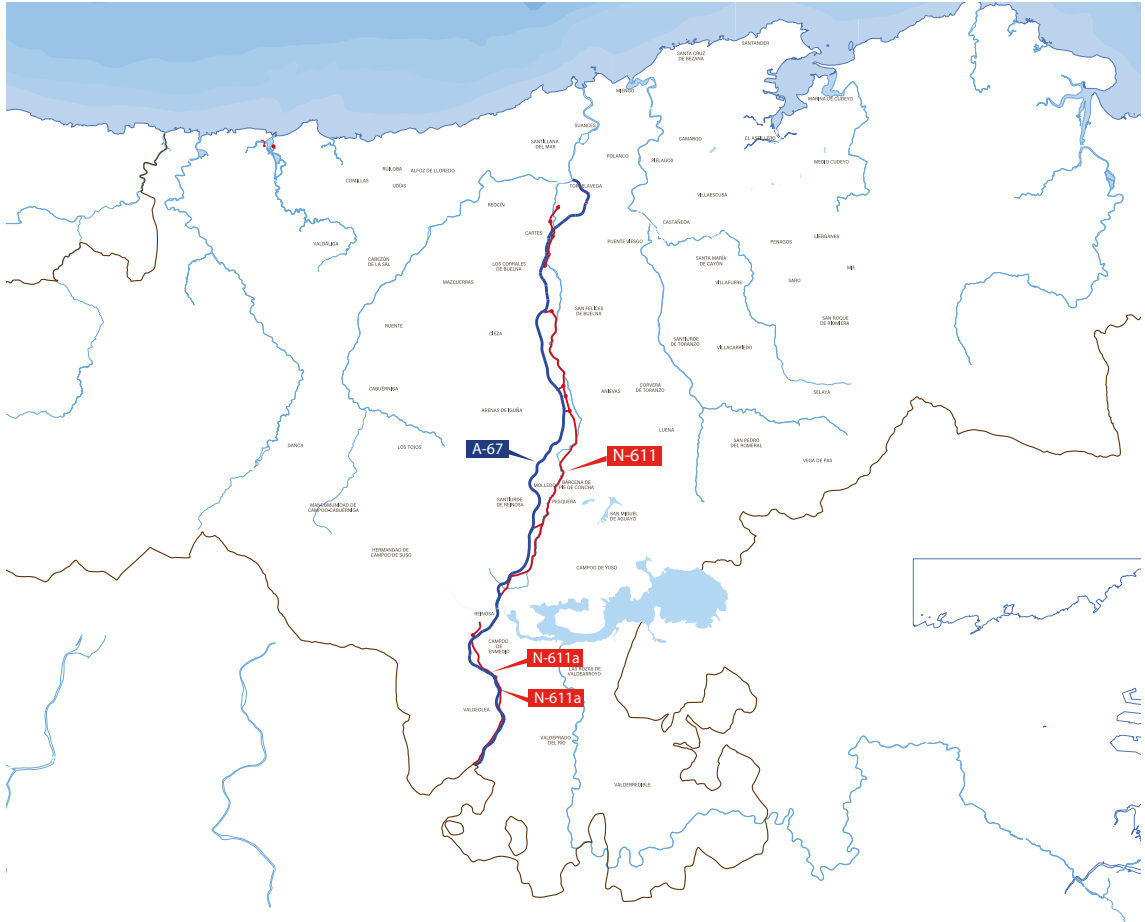 SANTANDER
SANTA CRUZ
DE BEZANA
MIENGO
MARINA DE CUDEYO
SUANCES
SANTILLANA
DEL MAR
CAMARGO
EL ASTILLERO
POLANCO
PIÉLAGOS
MEDIO CUDEYO
RUILOBA
ALFOZ DE LLOREDO
COMILLAS
UDÍAS
TORRELAVEGA
VILLAESCUSA
REOCÍN
CARTES
CASTAÑEDA
LIÉRGANES
VALDÁLIGA
PUENTE VIESGO
PENAGOS
CABEZÓN
DE LA SAL
LOS CORRALES
DE BUELNA
SANTA MARÍA
DE CAYÓN
MIE
MAZCUERRAS
VILLAFUFRE
SARO
SAN FELICES
DE BUELNA
SAN ROQUE
DE RIOMIERA
RUENTE
CIEZA
SANTIURDE
DE TORANZO
VILLACARRIEDO
CABUÉRNIGA
ANIEVAS
CORVERA
DE TORANZO
SELAYA
ARENAS DE IGUÑA
LUENA
DANCA
LOS TOJOS
A-67
N-611
SAN PEDRO
DEL ROMERAL
VEGA DE PAS
MOLLEDO
BÁRCENA DE
PIE DE CONCHA
SANTIURDE
DE REINOSA
PESQUERA
MANCOMUNIDAD DE
CAMPOO-CABUÉRNIGA
SAN MIGUEL
DE AGUAYO
HERMANDAD DE
CAMPOO DE SUSO
CAMPOO DE YUSO
REINOSA
CAMPOO
DE
ENMEDIO
N-611a
LAS ROZAS DE
VALDEARROYO
N-611a
VALDEOLEA
VALDEPRADO
DEL RÍO
VALDERREDIBLE